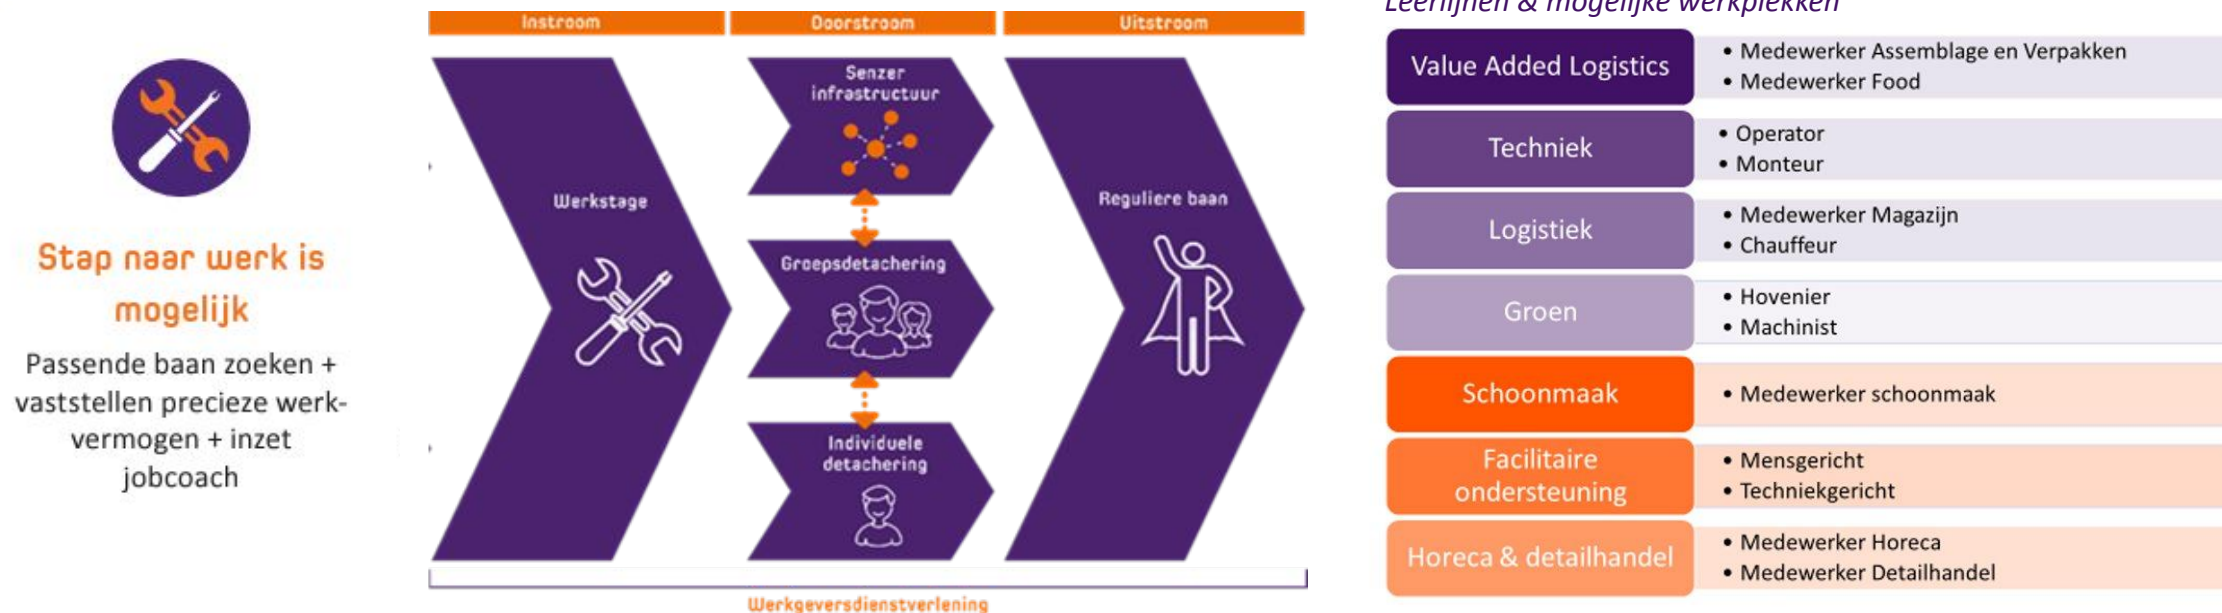 Stap naar werk is
mogelijk
Passende baan zoeken +
vaststellen precieze werk-
vermogen + inzet
jobcoach
Instroom
Doorstroom
Uitstroom
Werkstage
Senzer
infrastructuur
Groepsdetachering
Individuele
detachering
Reguliere baan
Werkgeversdienstverlening
Leerlijnen & mogelijke werkplekken
Value Added Logistics
• Medewerker Assemblage en Verpakken
• Medewerker Food
Techniek
• Operator
• Monteur
Logistiek
• Medewerker Magazijn
• Chauffeur
Groen
• Hovenier
• Machinist
Schoonmaak
• Medewerker schoonmaak
Facilitaire
ondersteuning
• Mensgericht
• Techniekgericht
Horeca & detailhandel
• Medewerker Horeca
• Medewerker Detailhandel